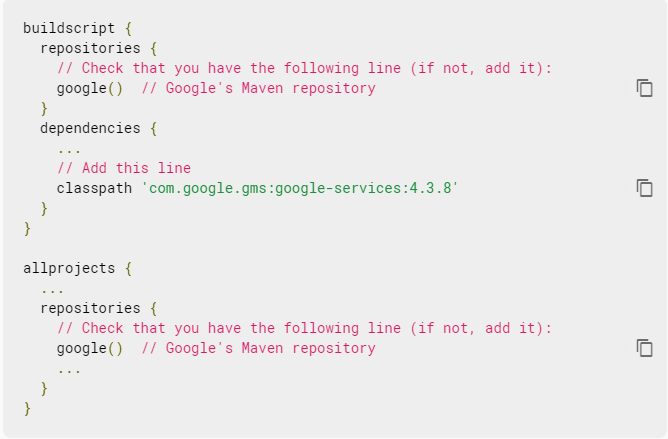 buildscript {
  repositories {
    // Check that you have the following line (if not, add it):
    google()  // Google's Maven repository
  }
  dependencies {
    ...
    // Add this line
    classpath 'com.google.gms:google-services:4.3.8'
  }
}

allprojects {
  ...
  repositories {
    // Check that you have the following line (if not, add it):
    google()  // Google's Maven repository
    ...
  }
}